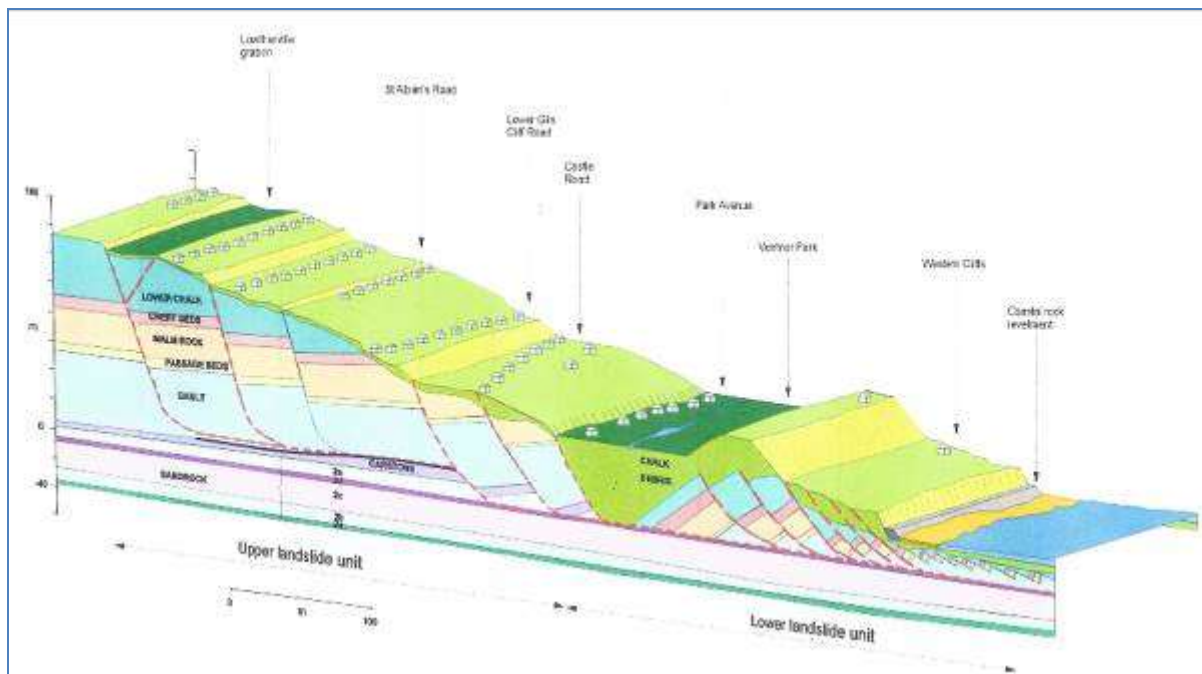 Lowtherville
graben
St Alban's Road
Lower Gills
Cliff Road
Castle
Road
Park Avenue
Ventnor Park
Western Cliffs
Coastal rock
revetment
LOWER CHALK
CHERT BEDS
MALM ROCK
PASSAGE BEDS
GAULT
CARSTONE
SANDROCK
CHALK
DEBRIS
0
-40
Upper landslide unit
0
100
Lower landslide unit